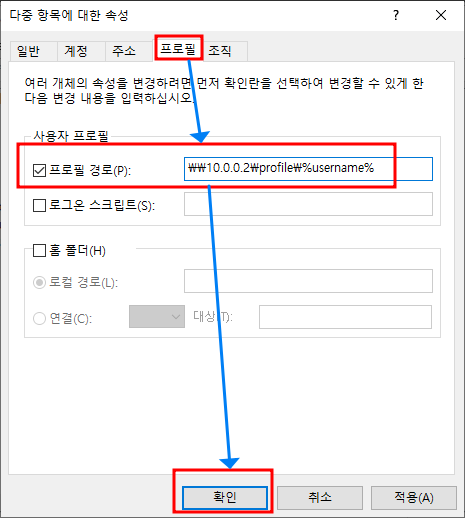 다중 항목에 대한 속성
일반 계정 주소 프로필 조직
여러 개체의 속성을 변경하려면 먼저 확인란을 선택하여 변경할 수 있게 한
다음 변경 내용을 입력하십시오.
사용자 프로필
프로필 경로(P): ₩₩10.0.0.2₩profile₩%username%
로그온 스크립트(S):
홈 폴더(H)
로컬 경로(L):
연결(C): 대상(T):
확인 취소 적용(A)